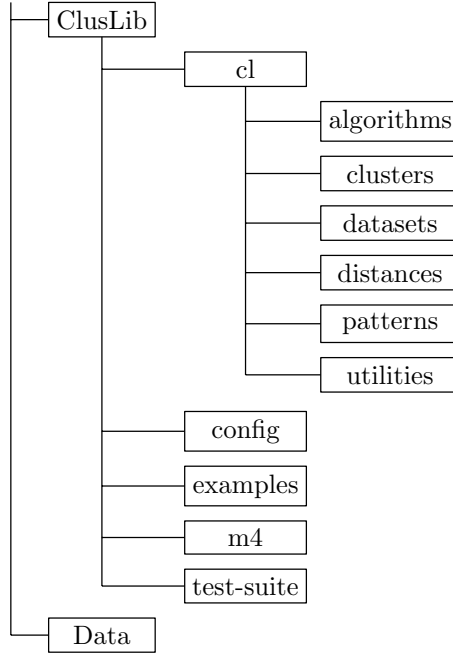 ClusLib
cl
algorithms
clusters
datasets
distances
patterns
utilities
config
examples
m4
test-suite
Data